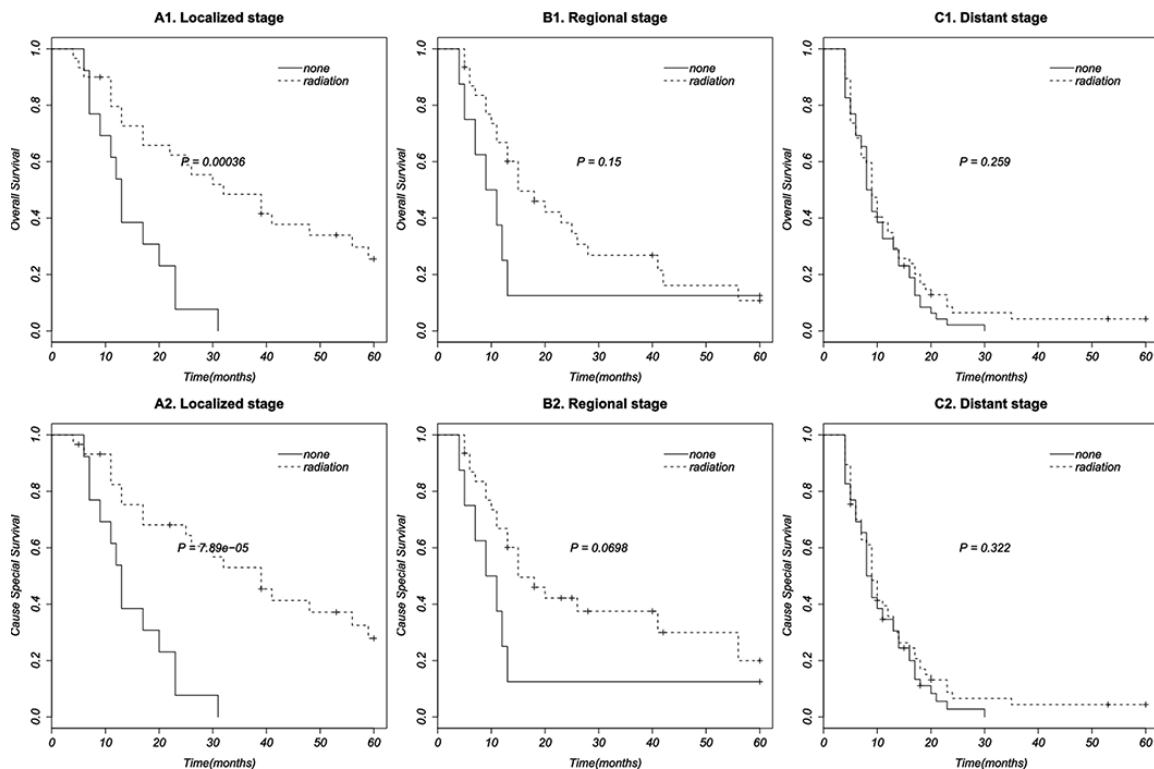 A1. Localized stage
none
radiation
P = 0.00036
Overall Survival
0.0 0.2 0.4 0.6 0.8 1.0
0 10 20 30 40 50 60
Time(months)
B1. Regional stage
none
radiation
P = 0.15
Overall Survival
0.0 0.2 0.4 0.6 0.8 1.0
0 10 20 30 40 50 60
Time(months)
C1. Distant stage
none
radiation
P = 0.259
Overall Survival
0.0 0.2 0.4 0.6 0.8 1.0
0 10 20 30 40 50 60
Time(months)
A2. Localized stage
none
radiation
P = 7.89e−05
Cause Special Survival
0.0 0.2 0.4 0.6 0.8 1.0
0 10 20 30 40 50 60
Time(months)
B2. Regional stage
none
radiation
P = 0.0698
Cause Special Survival
0.0 0.2 0.4 0.6 0.8 1.0
0 10 20 30 40 50 60
Time(months)
C2. Distant stage
none
radiation
P = 0.322
Cause Special Survival
0.0 0.2 0.4 0.6 0.8 1.0
0 10 20 30 40 50 60
Time(months)